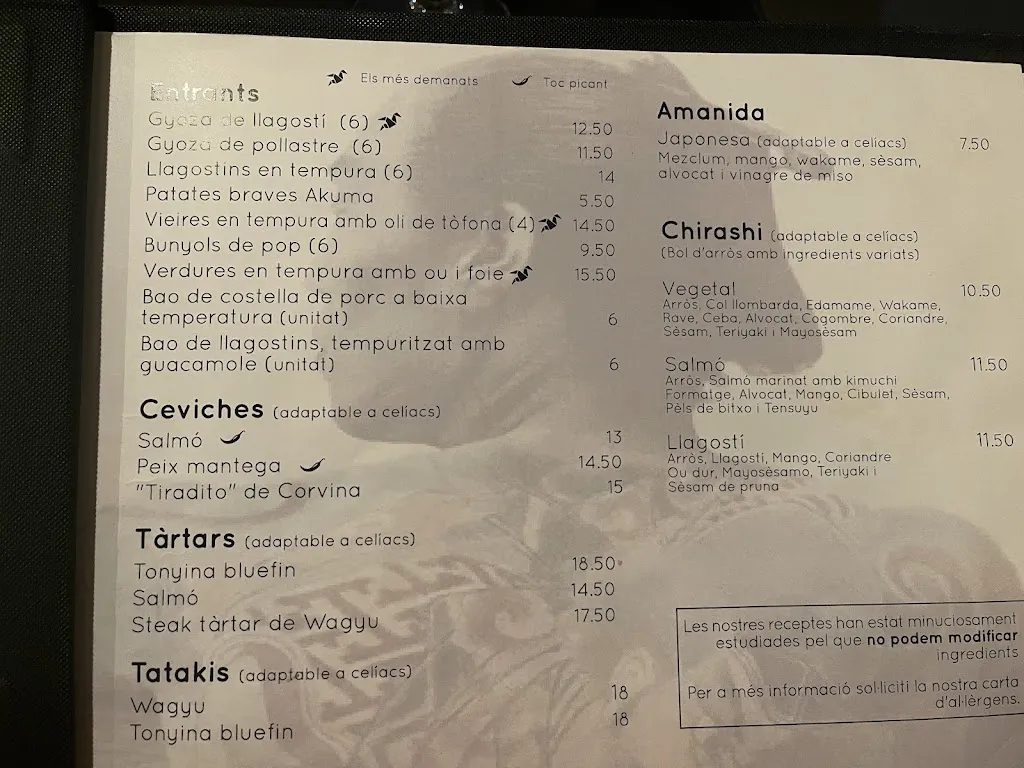 Els més demanats
Toc picant
Entrants
Gyoza de llagostí (6) 12.50
Gyoza de pollastre (6) 11.50
Llagostins en tempura (6) 14
Patates braves Akuma 5.50
Vieires en tempura amb oli de tòfona (4) 14.50
Bunyols de pop (6) 9.50
Verdures en tempura amb ou i foie 15.50
Bao de costella de porc a baixa
temperatura (unitat) 6
Bao de llagostins, tempuritzat amb
guacamole (unitat) 6
Ceviches (adaptable a celíacs)
Salmó 13
Peix mantega 14.50
"Tiradito" de Corvina 15
Tàrtars (adaptable a celíacs)
Tonyina bluefin 18.50
Salmó 14.50
Steak tàrtar de Wagyu 17.50
Tatakis (adaptable a celíacs)
Wagyu 18
Tonyina bluefin 18
Amanida
Japonesa (adaptable a celíacs) 7.50
Mezclum, mango, wakame, sèsam,
alvocat i vinagre de miso
Chirashi (adaptable a celíacs)
(Bol d'arròs amb ingredients variats)
Vegetal 10.50
Arròs, Col llombarda, Edamame, Wakame,
Rave, Ceba, Alvocat, Cogombre, Coriandre,
Sèsam, Teriyaki i Mayosèsam
Salmó 11.50
Arròs, Salmó marinat amb kimuchi
Formatge, Alvocat, Mango, Cibulet, Sèsam,
Pèls de bitxo i Tensuyu
Llagostí 11.50
Arròs, Llagostí, Mango, Coriandre
Ou dur, Mayosèsamo, Teriyaki i
Sèsam de pruna
Les nostres receptes han estat minuciosament
estudiades pel que no podem modificar
ingredients
Per a més informació sol·liciti la nostra carta
d'al·lèrgens.